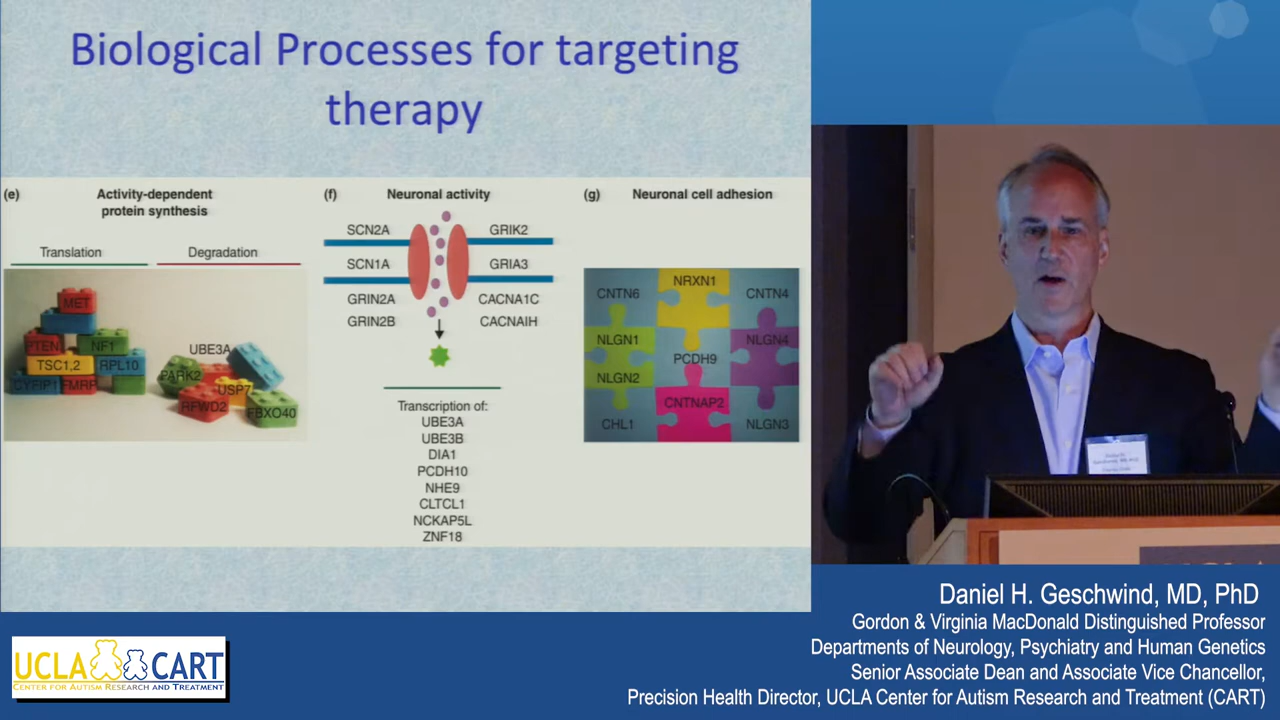 Biological Processes for targeting
therapy
(e)
Activity-dependent
protein synthesis
Translation
Degradation
MET
PTEN
NF1
TSC1,2
RPL10
CYFIP1
FMRP
UBE3A
PARK2
USP7
RFWD2
FBXO40
(f)
Neuronal activity
SCN2A
GRIK2
SCN1A
GRIA3
GRIN2A
CACNA1C
GRIN2B
CACNAIH
Transcription of:
UBE3A
UBE3B
DIA1
PCDH10
NHE9
CLTCL1
NCKAP5L
ZNF18
(g)
Neuronal cell adhesion
NRXN1
CNTN6
CNTN4
NLGN1
NLGN4
PCDH9
NLGN2
CNTNAP2
CHL1
NLGN3
Daniel H. Geschwind, MD, PhD
Gordon & Virginia MacDonald Distinguished Professor
Departments of Neurology, Psychiatry and Human Genetics
Senior Associate Dean and Associate Vice Chancellor,
Precision Health Director, UCLA Center for Autism Research and Treatment (CART)
UCLA CART
CENTER FOR AUTISM RESEARCH AND TREATMENT